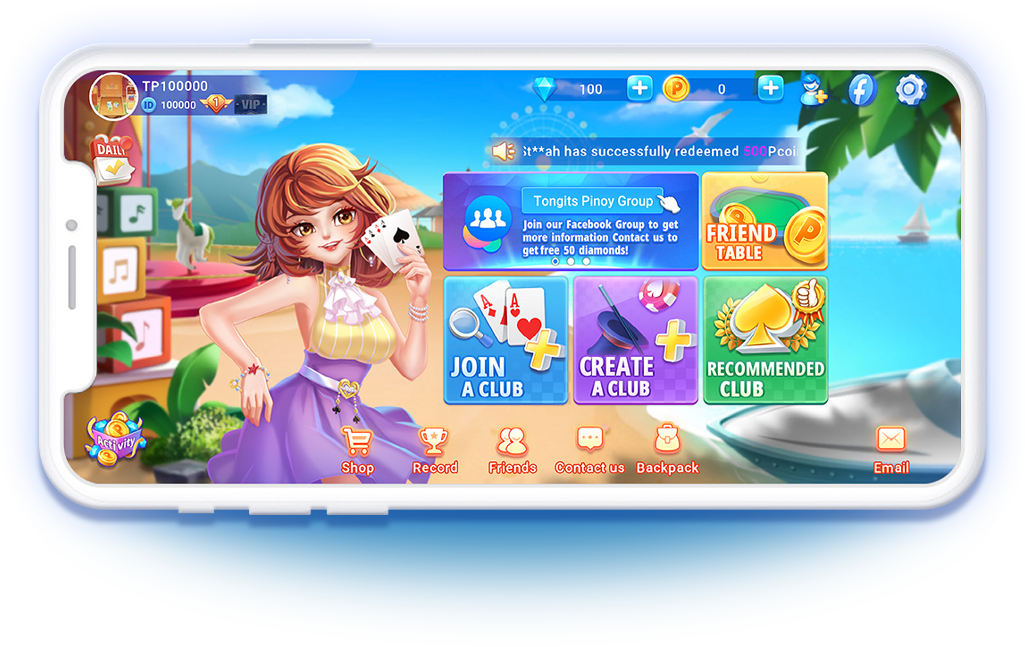 TP100000
ID 100000 1 VIP
100
P 0
DAILY
St**ah has successfully redeemed 500Pcoi
Tongits Pinoy Group
Join our Facebook Group to get
more information Contact us to
get free 50 diamonds!
P
P
FRIEND
TABLE
A
A
JOIN
A CLUB
CREATE
A CLUB
RECOMMENDED
CLUB
Activity
Shop
Record
Friends
Contact us
Backpack
Email